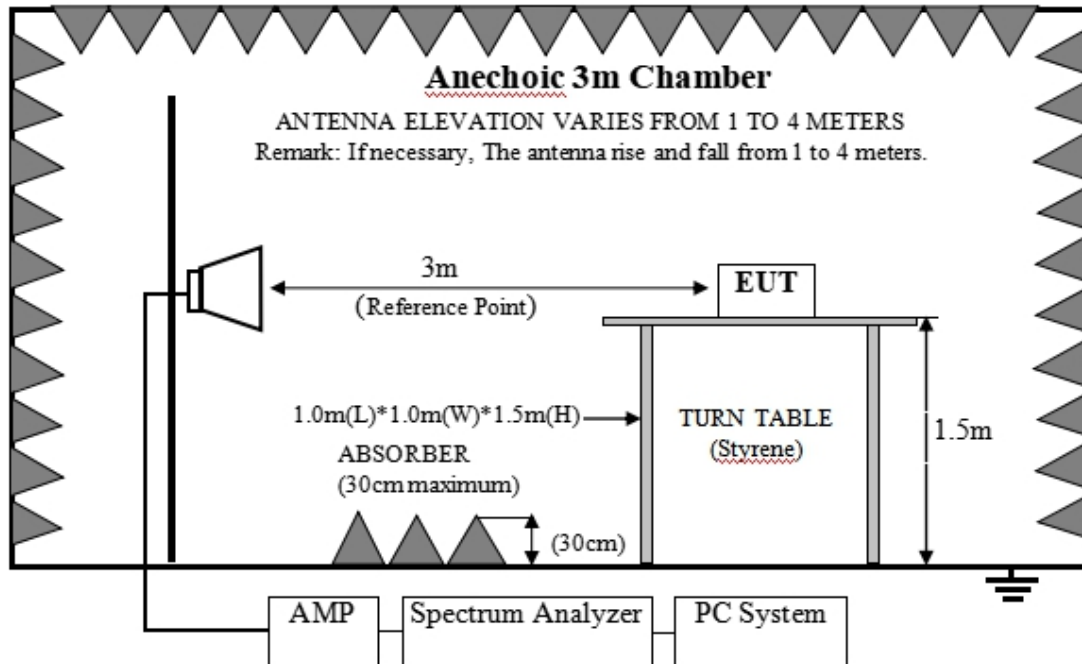 Anechoic 3m Chamber
ANTENNA ELEVATION VARIES FROM 1 TO 4 METERS
Remark: If necessary, The antenna rise and fall from 1 to 4 meters.
3m
(Reference Point)
EUT
1.0m(L)*1.0m(W)*1.5m(H)
TURN TABLE
(Styrene)
1.5m
ABSORBER
(30cm maximum)
(30cm)
AMP
Spectrum Analyzer
PC System